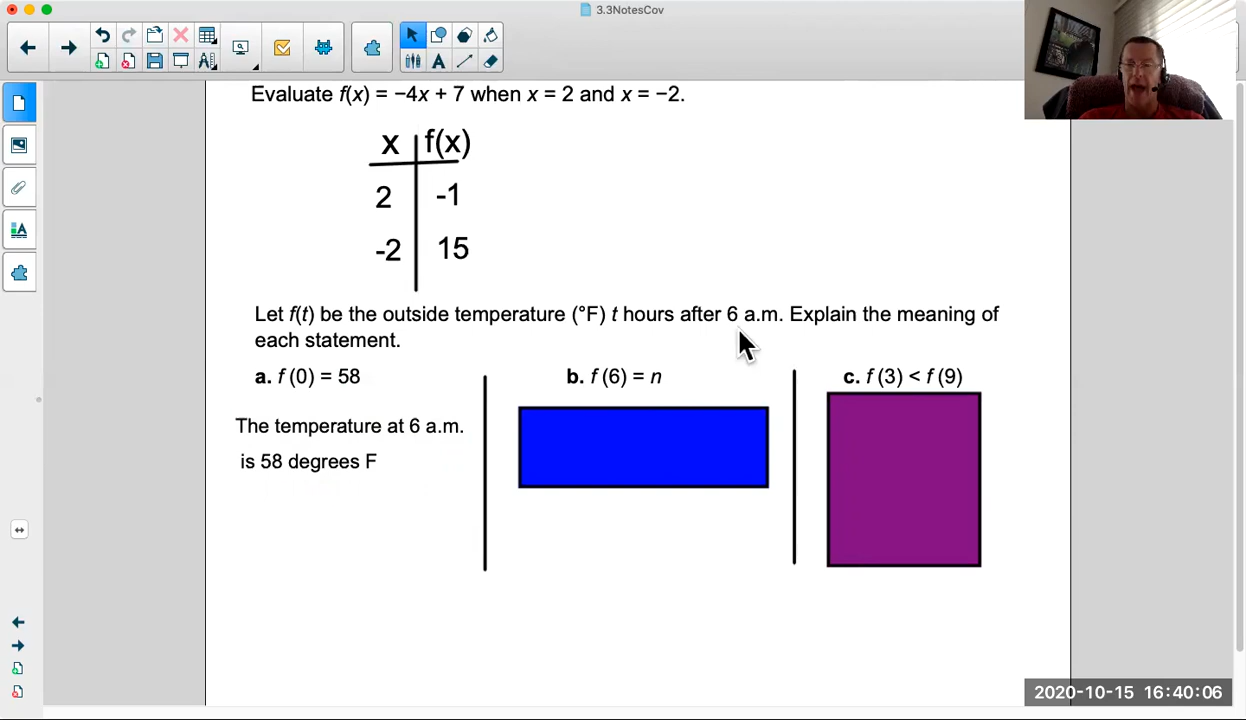 3.3NotesCov
Evaluate f(x) = −4x + 7 when x = 2 and x = −2.
x f(x)
2 -1
-2 15
Let f(t) be the outside temperature (°F) t hours after 6 a.m. Explain the meaning of
each statement.
a. f (0) = 58
b. f (6) = n
c. f (3) < f (9)
The temperature at 6 a.m.
is 58 degrees F
2020-10-15 16:40:06